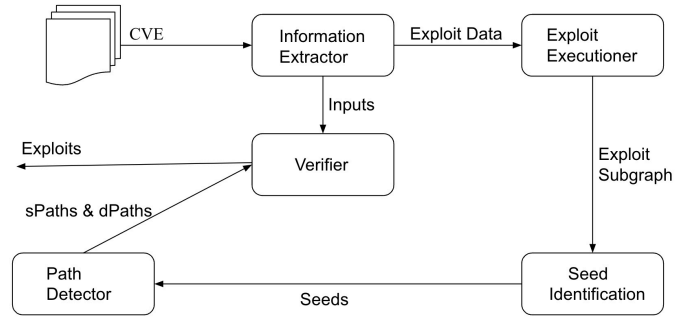 CVE
Information
Extractor
Exploit Data
Exploit
Executioner
Inputs
Exploits
Verifier
Exploit
Subgraph
sPaths & dPaths
Path
Detector
Seeds
Seed
Identification